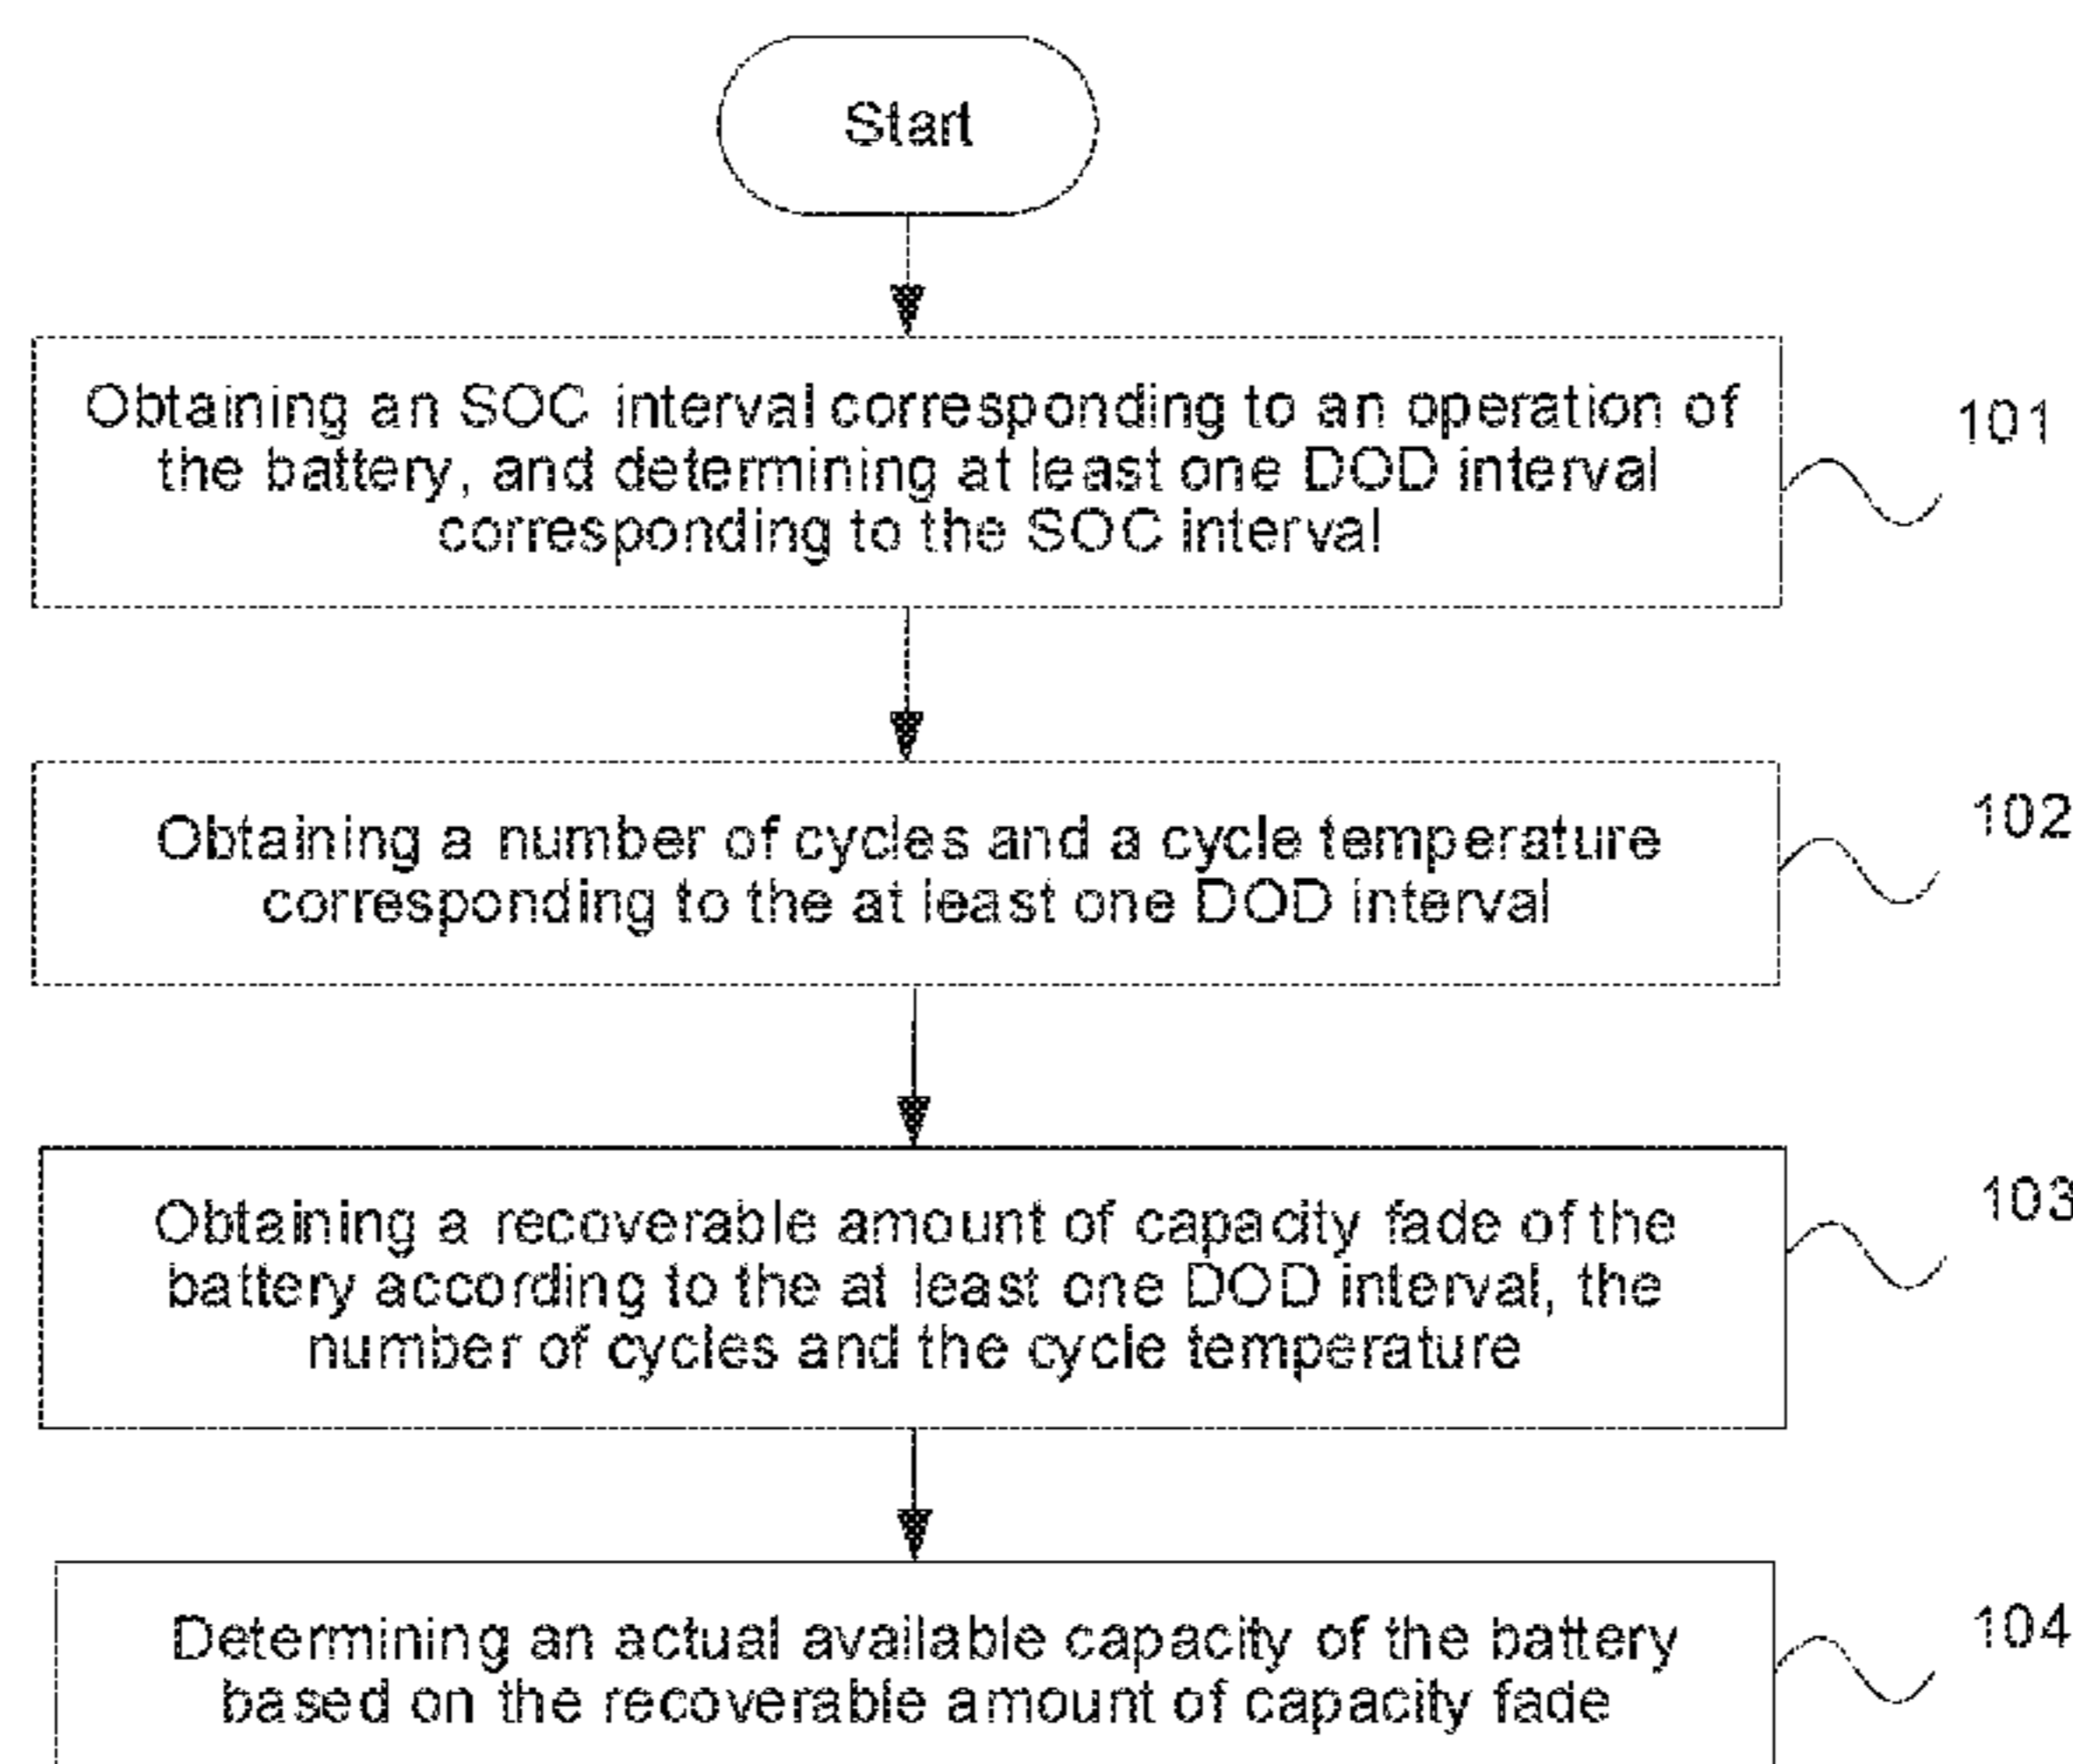 Start
Obtaining an SOC interval corresponding to an operation of
the battery, and determining at least one DOD interval
corresponding to the SOC interval
101
Obtaining a number of cycles and a cycle temperature
corresponding to the at least one DOD interval
102
Obtaining a recoverable amount of capacity fade of the
battery according to the at least one DOD interval, the
number of cycles and the cycle temperature
103
Determining an actual available capacity of the battery
based on the recoverable amount of capacity fade
104